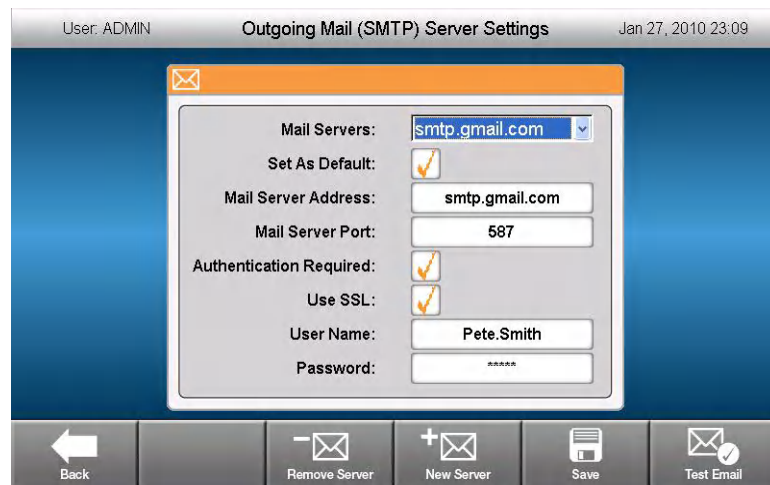 User: ADMIN Outgoing Mail (SMTP) Server Settings Jan 27, 2010 23:09
Mail Servers: smtp.gmail.com
Set As Default:
Mail Server Address: smtp.gmail.com
Mail Server Port: 587
Authentication Required:
Use SSL:
User Name: Pete.Smith
Password: *****
Back Remove Server New Server Save Test Email